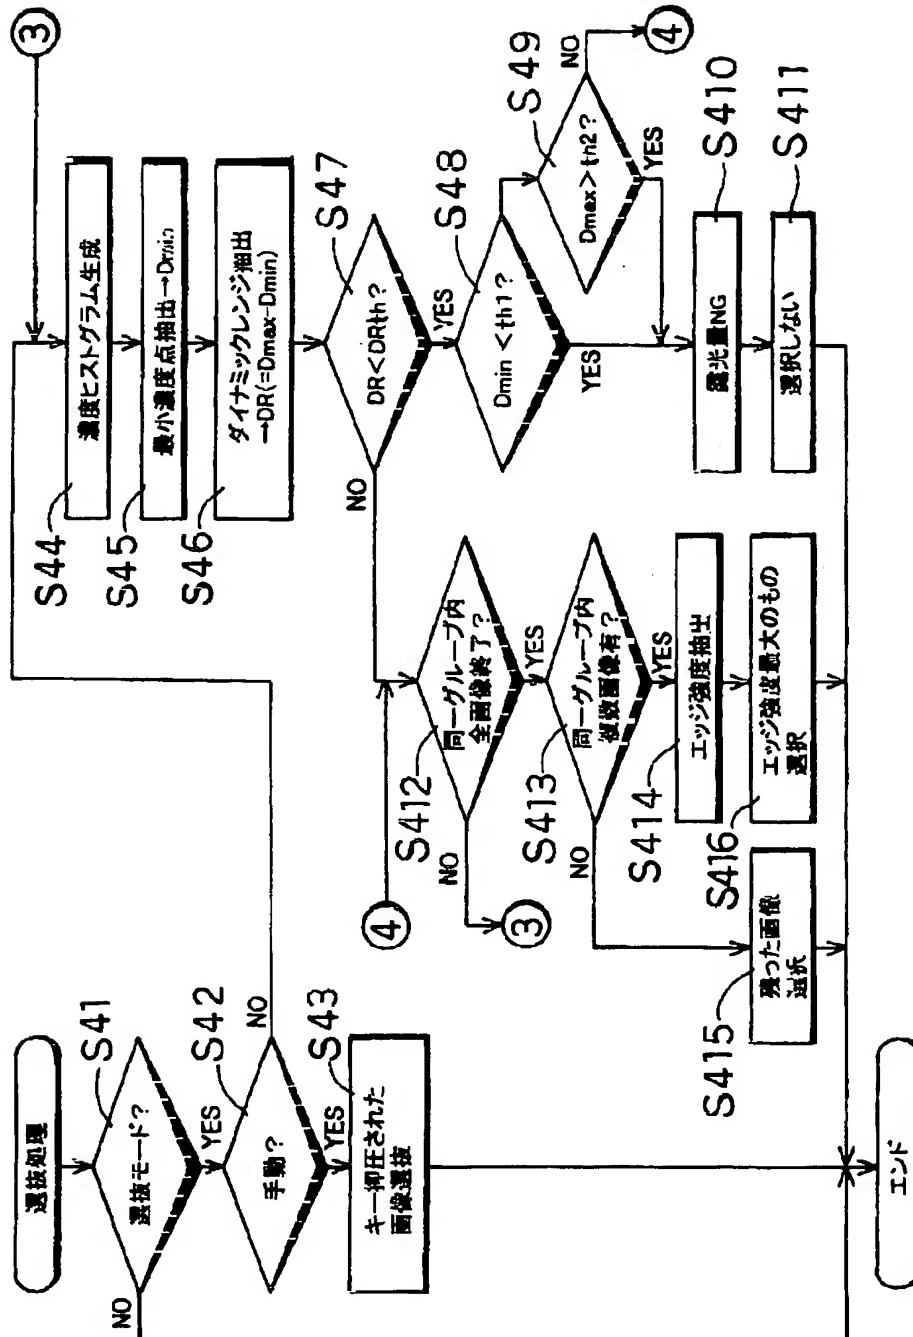 選抜処理
S41
選抜モード？
NO
YES
S42
手動？
NO
YES
S43
キー押圧された
画像選抜
③
S44
濃度ヒストグラム生成
S45
最小濃度点抽出→Dmin
S46
ダイナミックレンジ抽出
→DR(=Dmax-Dmin)
S47
DR<DRth？
NO
YES
S48
Dmin<th1？
YES
S49
Dmax>th2？
NO
YES
④
S410
露光量NG
S411
選択しない
④
S412
同一グループ内
全画像終了？
NO
YES
③
S413
同一グループ内
複数画像有？
NO
YES
S414
エッジ強度抽出
S415
残った画像
選択
S416
エッジ強度最大のもの
選択
エンド